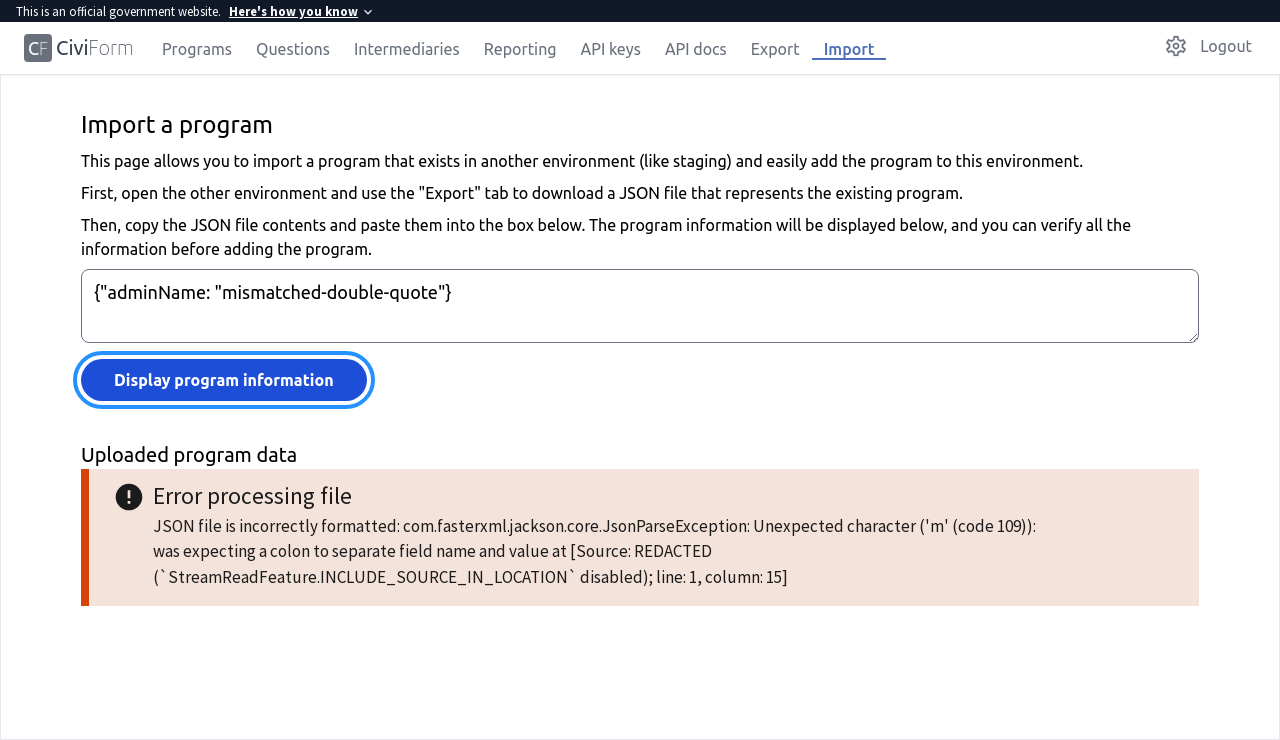 This is an official government website. Here's how you know
CF CiviForm Programs Questions Intermediaries Reporting API keys API docs Export Import Logout
Import a program
This page allows you to import a program that exists in another environment (like staging) and easily add the program to this environment.
First, open the other environment and use the "Export" tab to download a JSON file that represents the existing program.
Then, copy the JSON file contents and paste them into the box below. The program information will be displayed below, and you can verify all the
information before adding the program.
{"adminName: "mismatched-double-quote"}
Display program information
Uploaded program data
Error processing file
JSON file is incorrectly formatted: com.fasterxml.jackson.core.JsonParseException: Unexpected character ('m' (code 109)):
was expecting a colon to separate field name and value at [Source: REDACTED
(`StreamReadFeature.INCLUDE_SOURCE_IN_LOCATION` disabled); line: 1, column: 15]